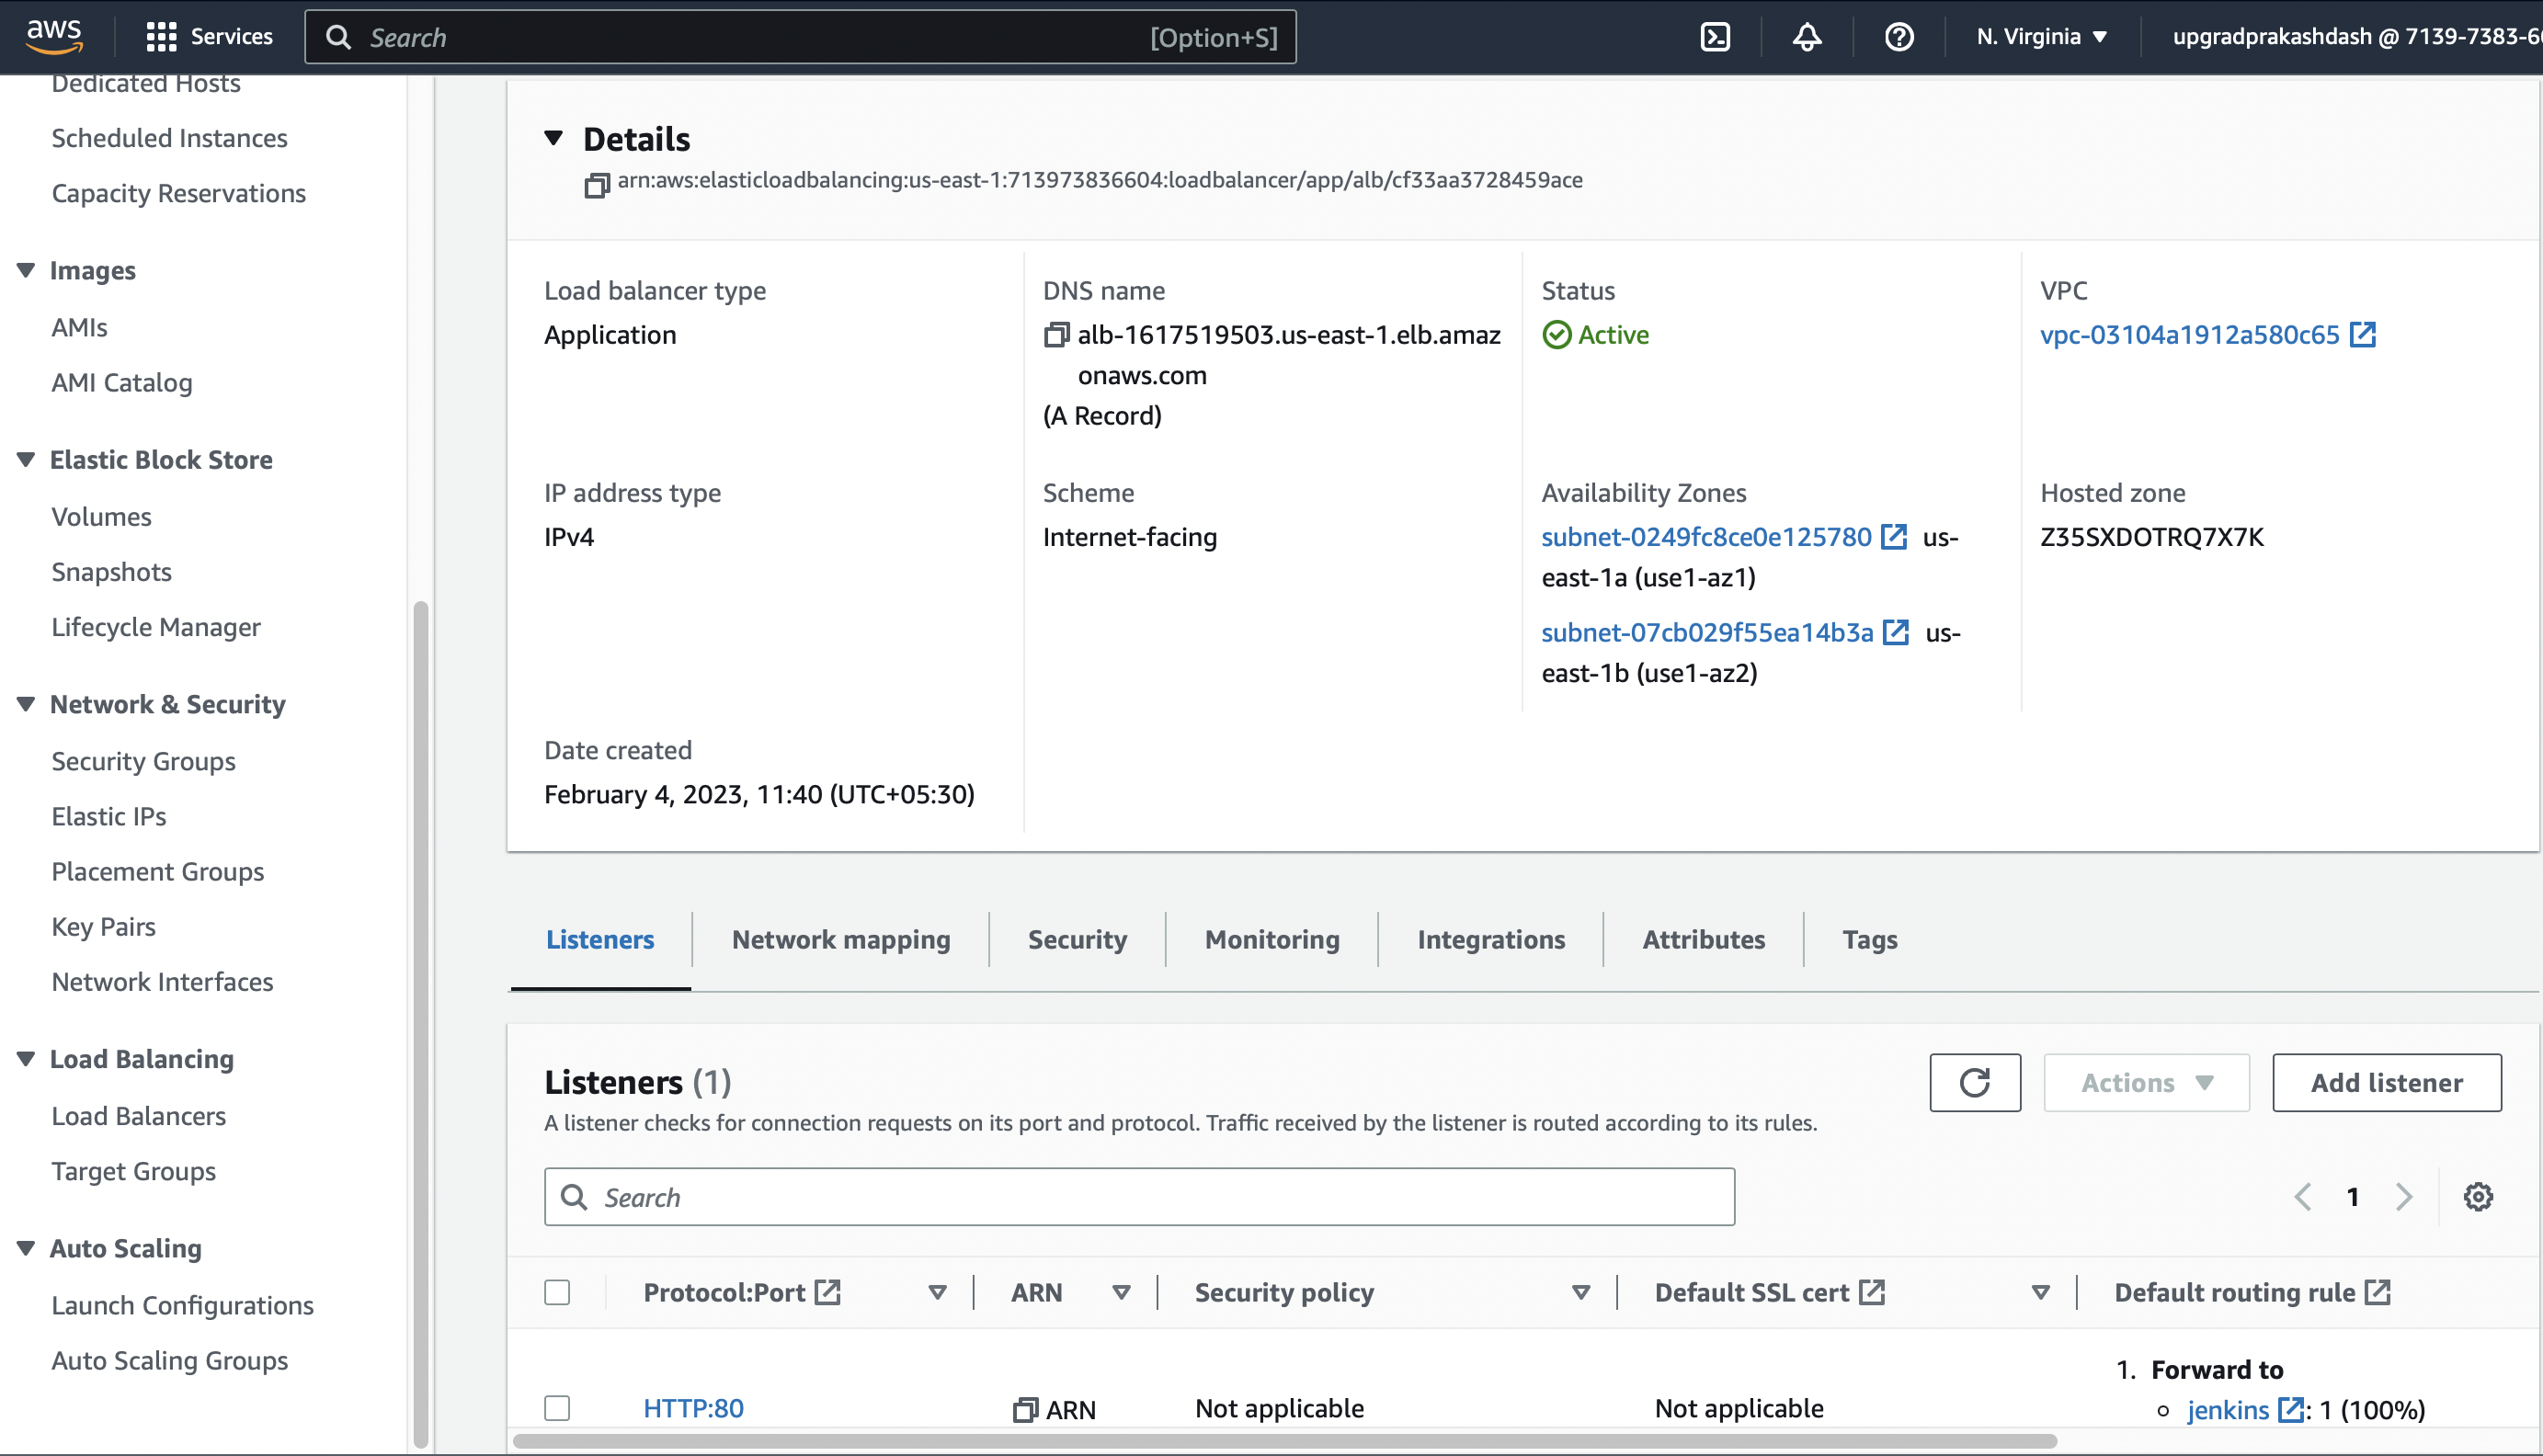 aws
Services
Search
[Option+S]
N. Virginia
upgradprakashdash @ 7139-7383-6
Dedicated Hosts
Scheduled Instances
Capacity Reservations
Images
AMIs
AMI Catalog
Elastic Block Store
Volumes
Snapshots
Lifecycle Manager
Network & Security
Security Groups
Elastic IPs
Placement Groups
Key Pairs
Network Interfaces
Load Balancing
Load Balancers
Target Groups
Auto Scaling
Launch Configurations
Auto Scaling Groups
Details
arn:aws:elasticloadbalancing:us-east-1:713973836604:loadbalancer/app/alb/cf33aa3728459ace
Load balancer type
Application
DNS name
alb-1617519503.us-east-1.elb.amaz
onaws.com
(A Record)
Status
Active
VPC
vpc-03104a1912a580c65
IP address type
IPv4
Scheme
Internet-facing
Availability Zones
subnet-0249fc8ce0e125780 us-
east-1a (use1-az1)
subnet-07cb029f55ea14b3a us-
east-1b (use1-az2)
Hosted zone
Z35SXDOTRQ7X7K
Date created
February 4, 2023, 11:40 (UTC+05:30)
Listeners
Network mapping
Security
Monitoring
Integrations
Attributes
Tags
Listeners (1)
A listener checks for connection requests on its port and protocol. Traffic received by the listener is routed according to its rules.
Actions
Add listener
Search
1
Protocol:Port
ARN
Security policy
Default SSL cert
Default routing rule
HTTP:80
ARN
Not applicable
Not applicable
1. Forward to
jenkins : 1 (100%)